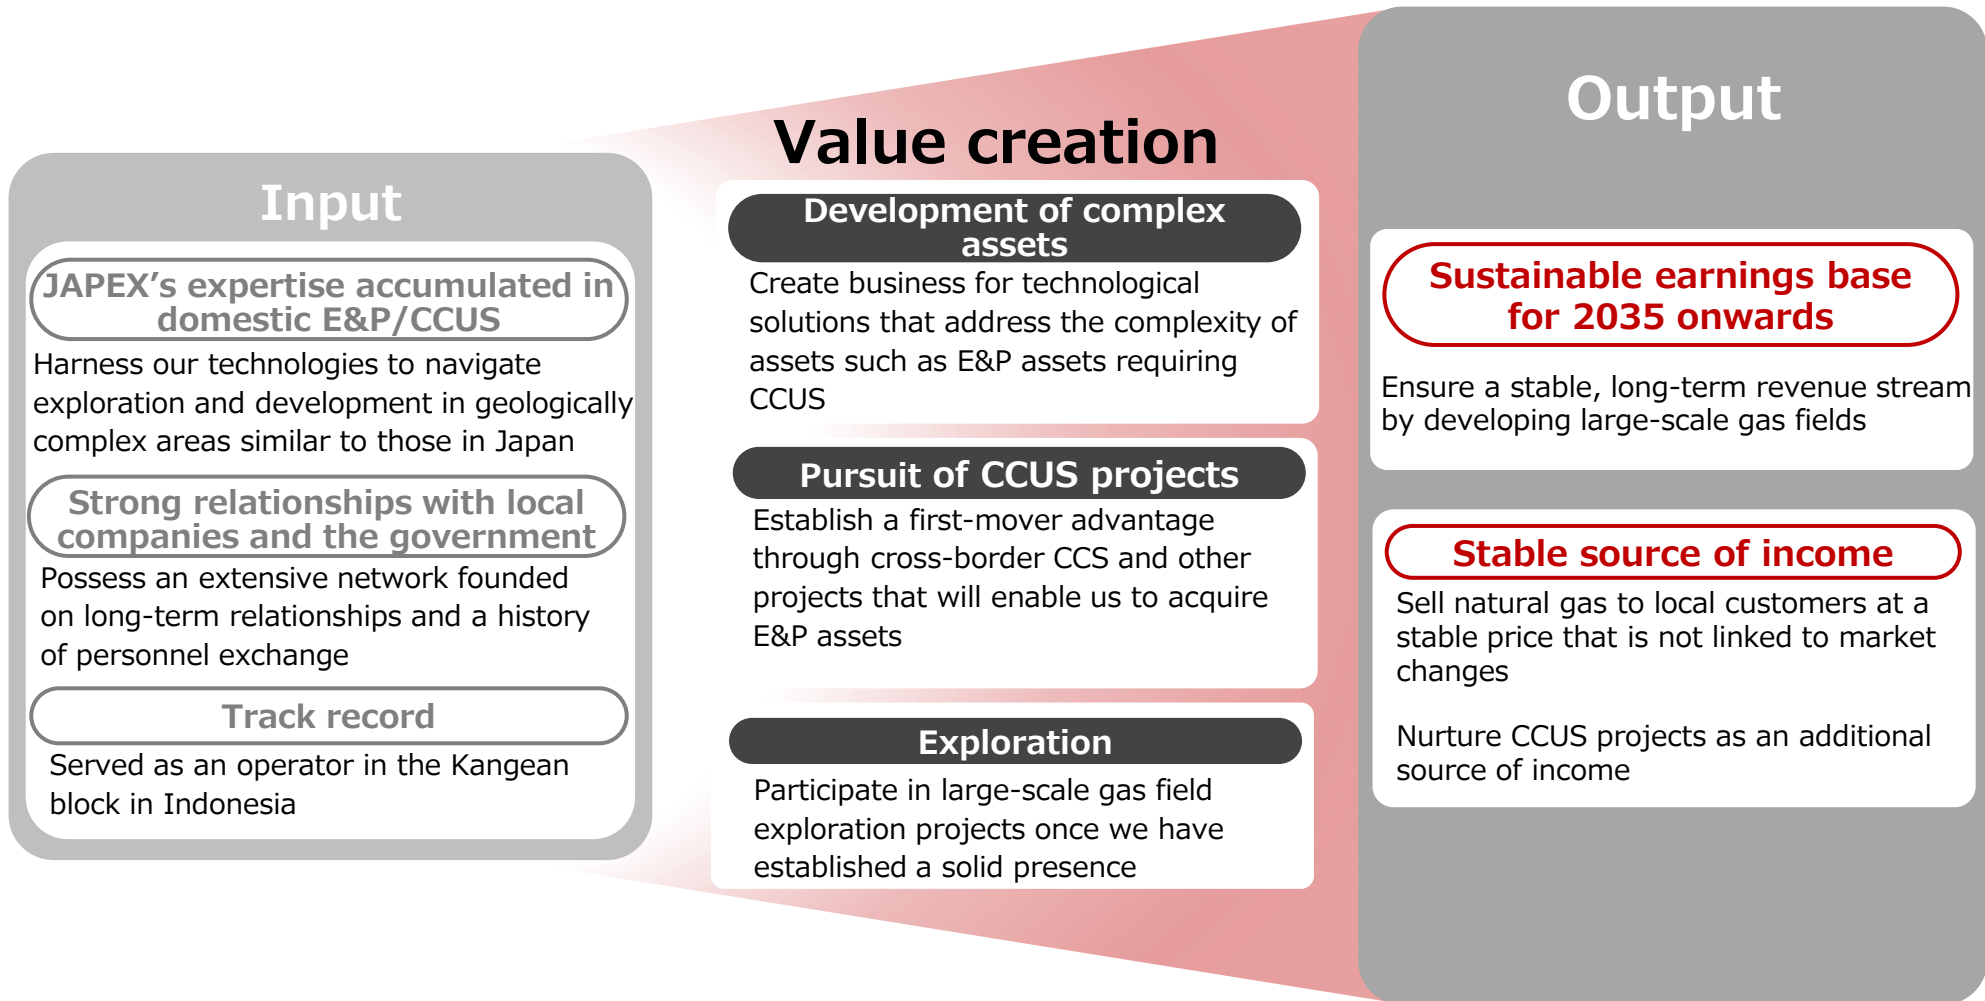 Input
JAPEX’s expertise accumulated in
domestic E&P/CCUS
Harness our technologies to navigate
exploration and development in geologically
complex areas similar to those in Japan
Strong relationships with local
companies and the government
Possess an extensive network founded
on long-term relationships and a history
of personnel exchange
Track record
Served as an operator in the Kangean
block in Indonesia
Value creation
Development of complex
assets
Create business for technological
solutions that address the complexity of
assets such as E&P assets requiring
CCUS
Pursuit of CCUS projects
Establish a first-mover advantage
through cross-border CCS and other
projects that will enable us to acquire
E&P assets
Exploration
Participate in large-scale gas field
exploration projects once we have
established a solid presence
Output
Sustainable earnings base
for 2035 onwards
Ensure a stable, long-term revenue stream
by developing large-scale gas fields
Stable source of income
Sell natural gas to local customers at a
stable price that is not linked to market
changes
Nurture CCUS projects as an additional
source of income